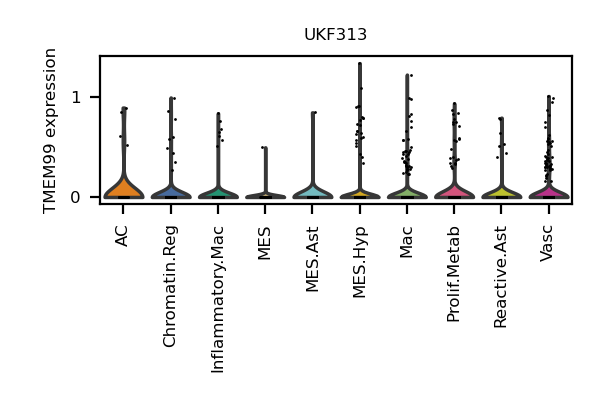 UKF313
TMEM99 expression
1
0
AC
Chromatin.Reg
Inflammatory.Mac
MES
MES.Ast
MES.Hyp
Mac
Prolif.Metab
Reactive.Ast
Vasc